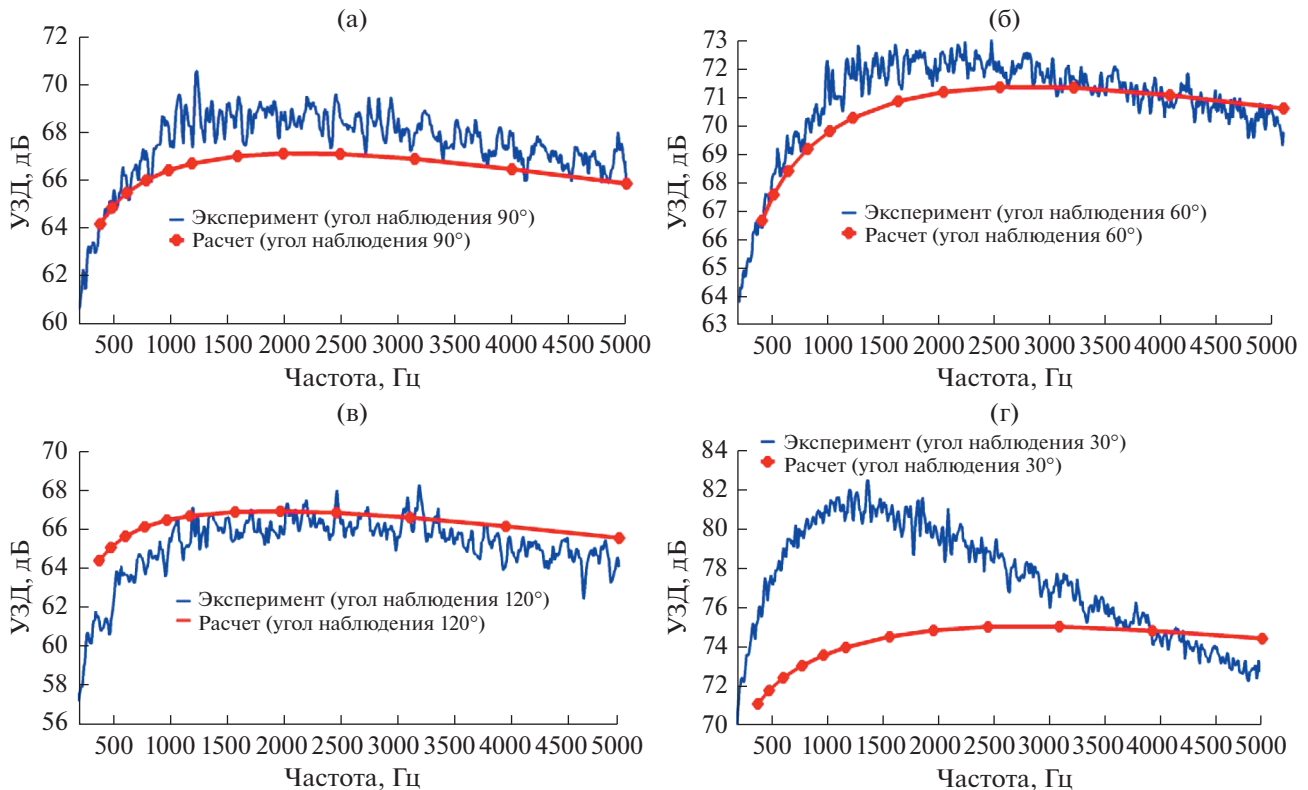 (а)
72
70
68
66
64
62
60
УЗД, дБ
Эксперимент (угол наблюдения 90°)
Расчет (угол наблюдения 90°)
500 1000 1500 2000 2500 3000 3500 4000 4500 5000
Частота, Гц
(б)
73
72
71
70
69
68
67
66
65
64
63
УЗД, дБ
Эксперимент (угол наблюдения 60°)
Расчет (угол наблюдения 60°)
500 1000 1500 2000 2500 3000 3500 4000 4500 5000
Частота, Гц
(в)
70
68
66
64
62
60
58
56
УЗД, дБ
Эксперимент (угол наблюдения 120°)
Расчет (угол наблюдения 120°)
500 1000 1500 2000 2500 3000 3500 4000 4500 5000
Частота, Гц
(г)
Эксперимент (угол наблюдения 30°)
Расчет (угол наблюдения 30°)
84
82
80
78
76
74
72
70
УЗД, дБ
500 1000 1500 2000 2500 3000 3500 4000 4500 5000
Частота, Гц